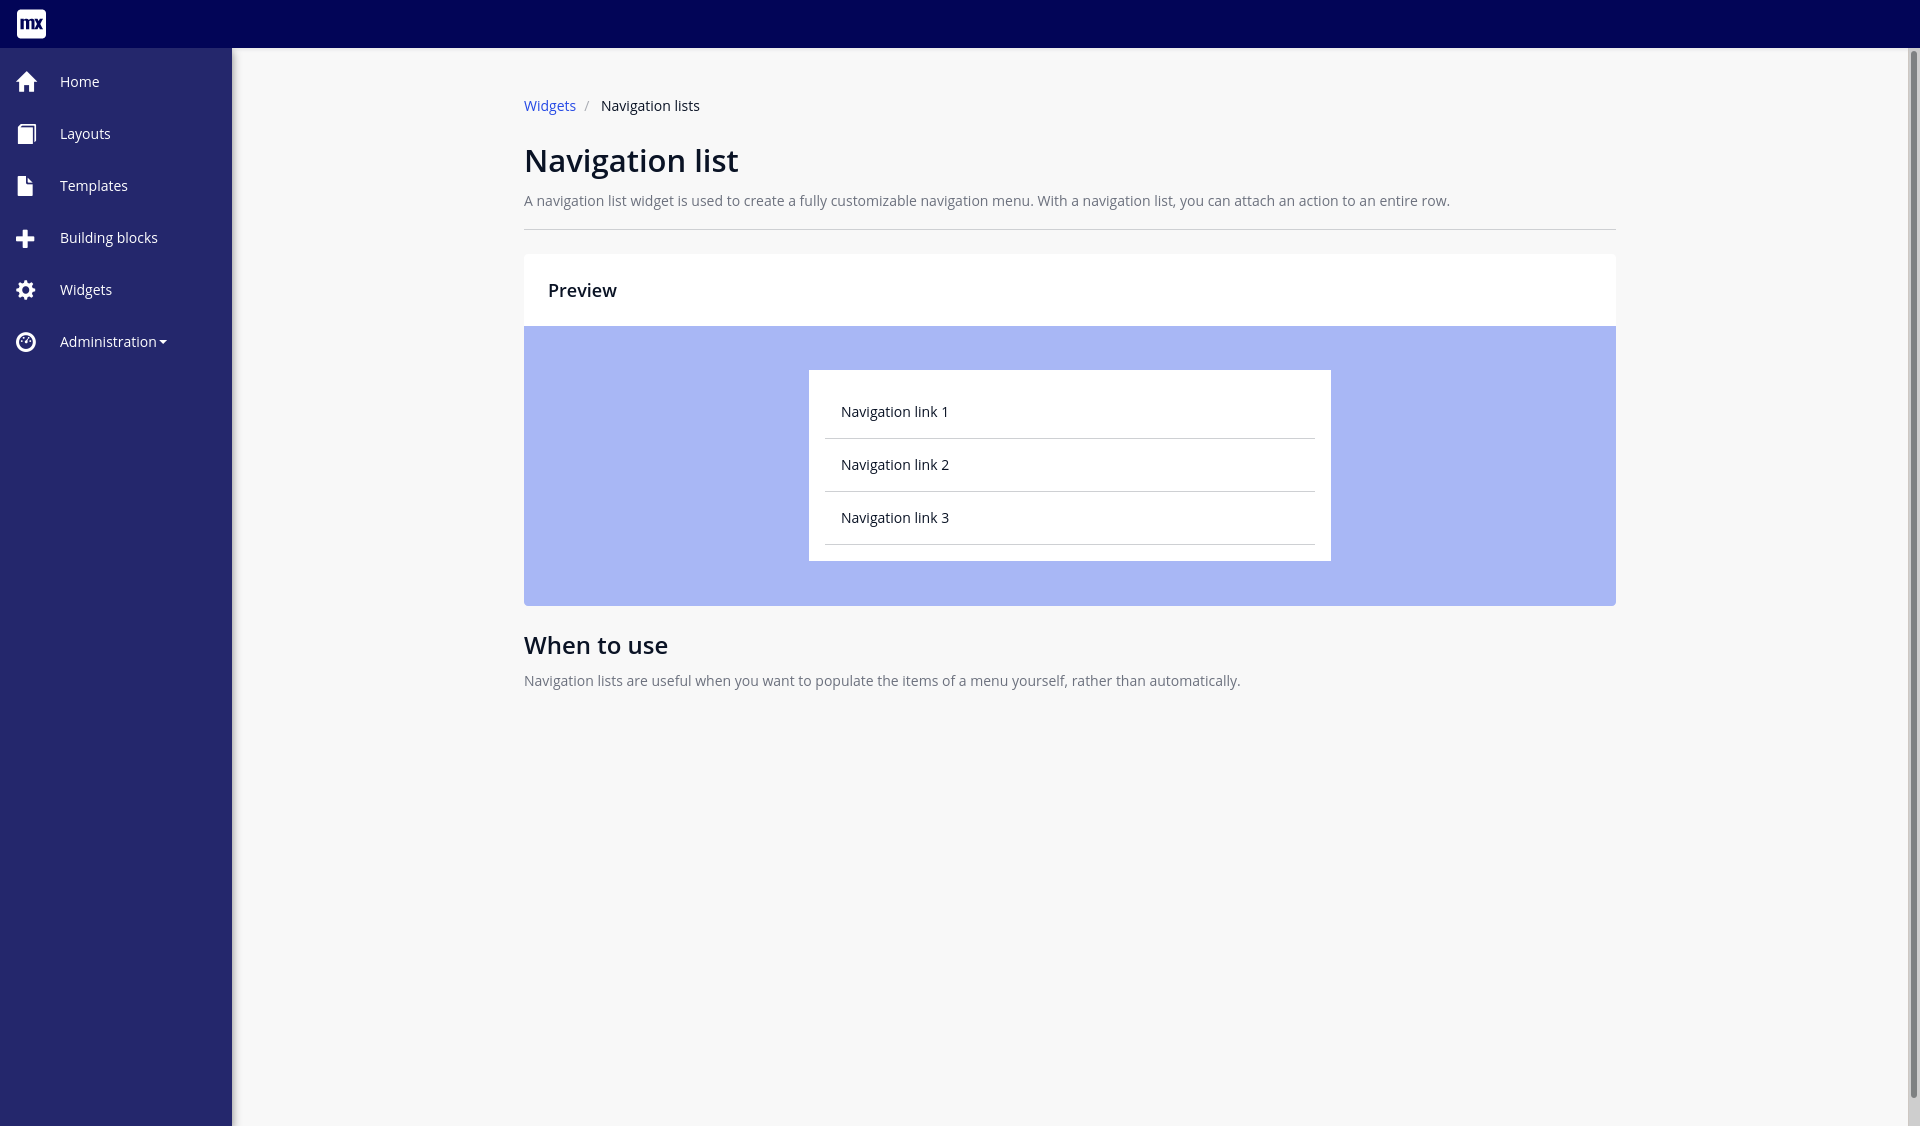 mx
Home
Layouts
Templates
Building blocks
Widgets
Administration
Widgets / Navigation lists
Navigation list
A navigation list widget is used to create a fully customizable navigation menu. With a navigation list, you can attach an action to an entire row.
Preview
Navigation link 1
Navigation link 2
Navigation link 3
When to use
Navigation lists are useful when you want to populate the items of a menu yourself, rather than automatically.